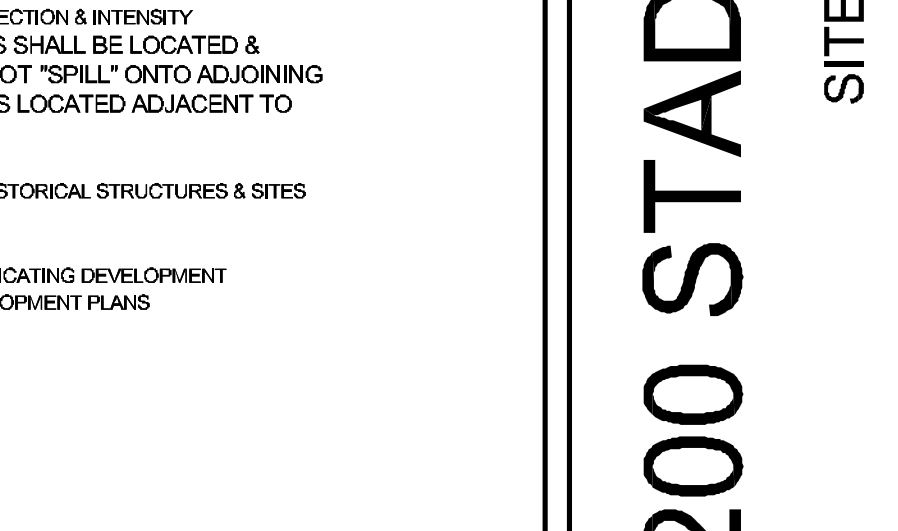 ECTION & INTENSITY
S SHALL BE LOCATED &
OT "SPILL" ONTO ADJOINING
S LOCATED ADJACENT TO
STORICAL STRUCTURES & SITES
ICATING DEVELOPMENT
OPMENT PLANS
200 STAD
SITE